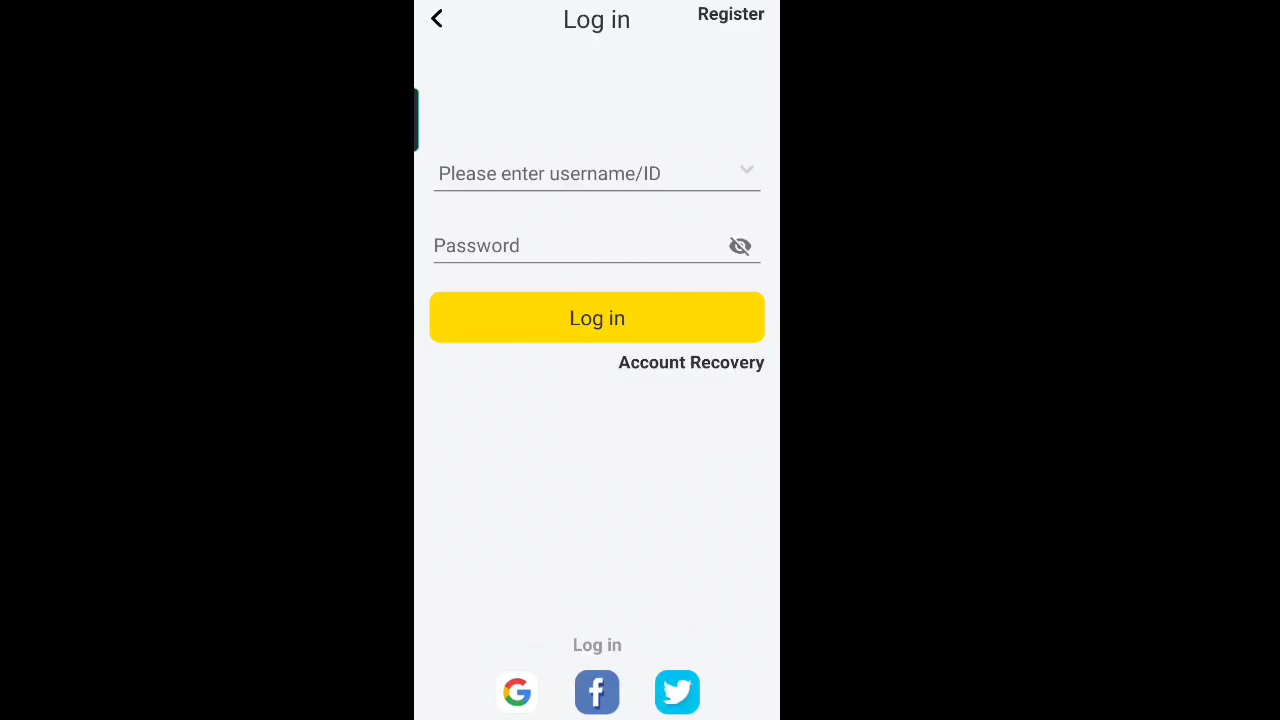 Log in
Register
Please enter username/ID
Password
Log in
Account Recovery
Log in